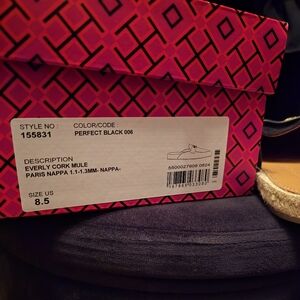 STYLE NO :
COLOR/CODE :
155831
PERFECT BLACK 006
DESCRIPTION
EVERLY CORK MULE
PARIS NAPPA 1.1-1.3MM- NAPPA-
SIZE US
8.5